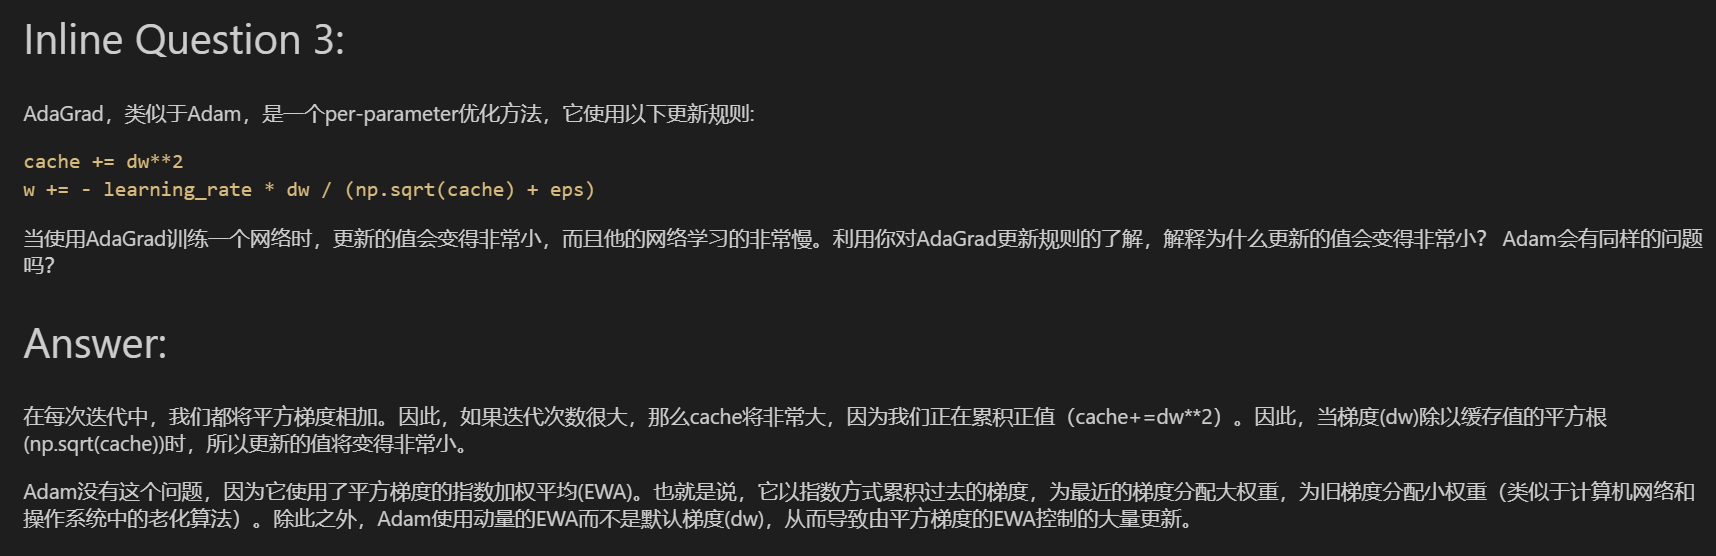 Inline Question 3:
AdaGrad，类似于Adam，是一个per-parameter优化方法，它使用以下更新规则:
cache += dw**2
w += - learning_rate * dw / (np.sqrt(cache) + eps)
当使用AdaGrad训练一个网络时，更新的值会变得非常小，而且他的网络学习的非常慢。利用你对AdaGrad更新规则的了解，解释为什么更新的值会变得非常小？ Adam会有同样的问题
吗？
Answer:
在每次迭代中，我们都将平方梯度相加。因此，如果迭代次数很大，那么cache将非常大，因为我们正在累积正值（cache+=dw**2）。因此，当梯度(dw)除以缓存值的平方根
(np.sqrt(cache))时，所以更新的值将变得非常小。
Adam没有这个问题，因为它使用了平方梯度的指数加权平均(EWA)。也就是说，它以指数方式累积过去的梯度，为最近的梯度分配大权重，为旧梯度分配小权重（类似于计算机网络和
操作系统中的老化算法）。除此之外，Adam使用动量的EWA而不是默认梯度(dw)，从而导致由平方梯度的EWA控制的大量更新。